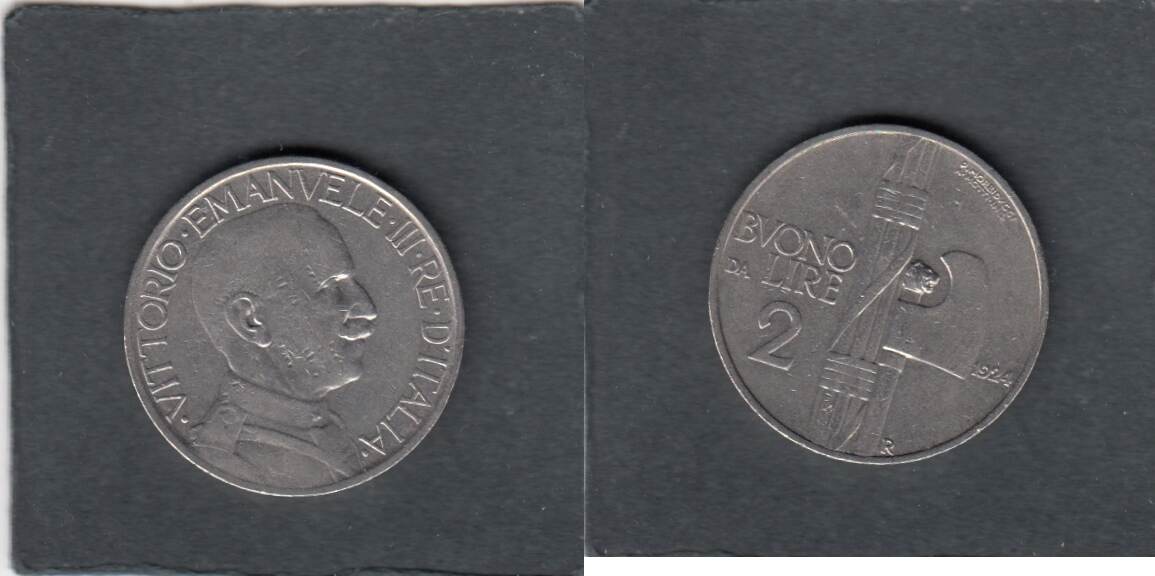 ·VITTORIO·EMANVELE·III·RE·D'ITALIA·
BVONO
DA LIRE
2
1924
R